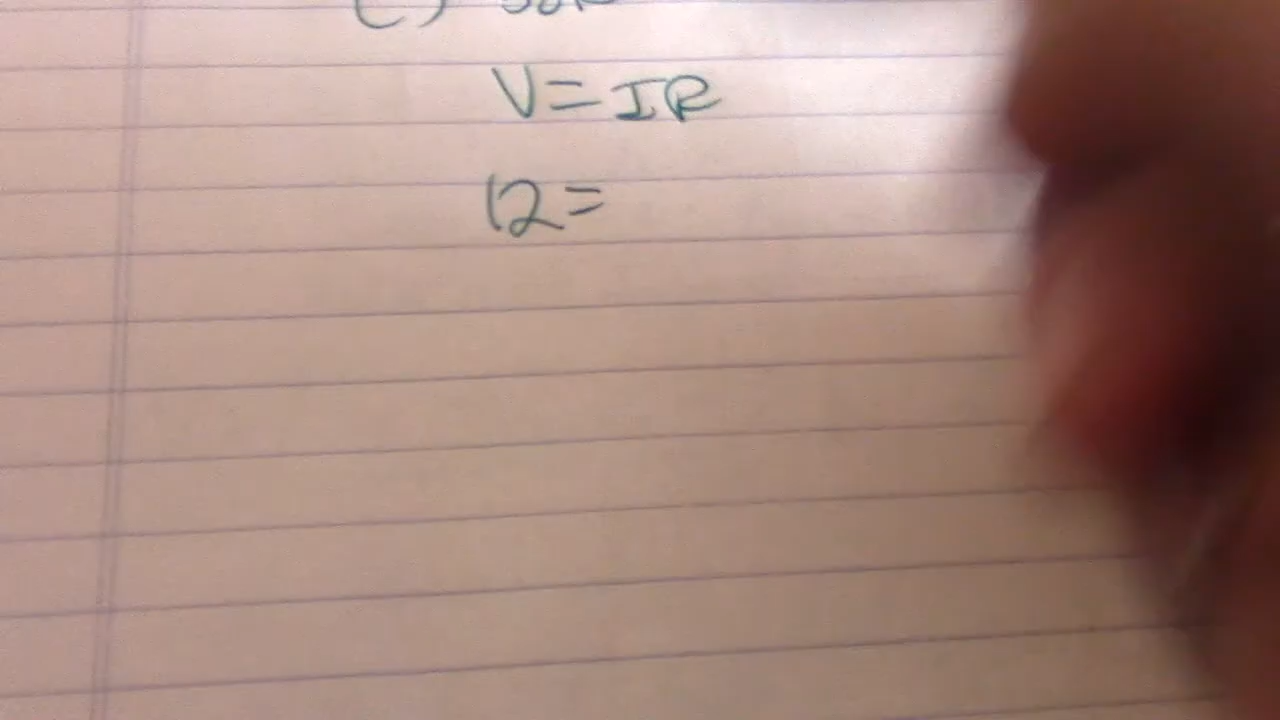 V = IR
12 =